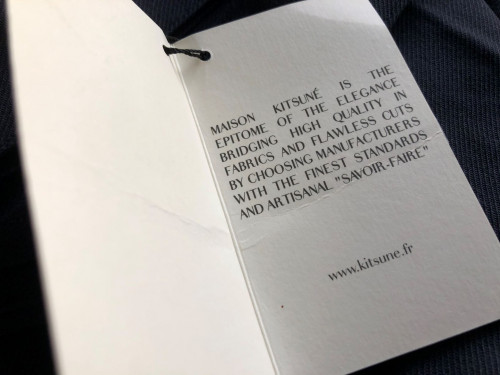 MAISON KITSUNÉ IS THE
EPITOME OF THE ELEGANCE
BRIDGING HIGH QUALITY IN
FABRICS AND FLAWLESS CUTS
BY CHOOSING MANUFACTURERS
WITH THE FINEST STANDARDS
AND ARTISANAL "SAVOIR-FAIRE"
www.kitsune.fr